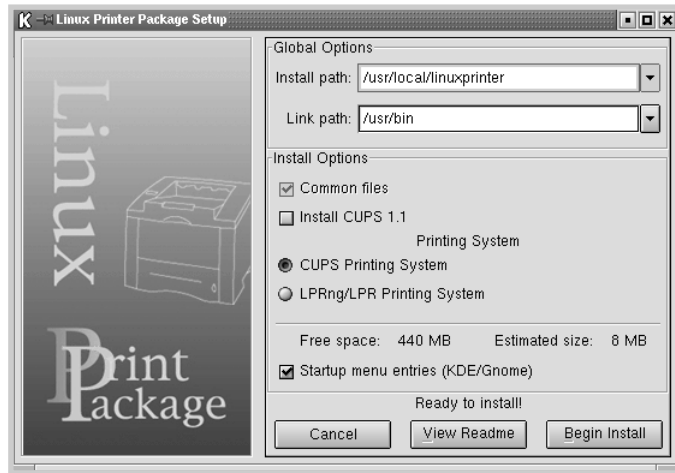 Linux Printer Package Setup
Global Options
Install path: /usr/local/linuxprinter
Link path: /usr/bin
Install Options
Common files
Install CUPS 1.1
Printing System
CUPS Printing System
LPRng/LPR Printing System
Free space: 440 MB Estimated size: 8 MB
Startup menu entries (KDE/Gnome)
Ready to install!
Cancel View Readme Begin Install
Linux
Print
Package